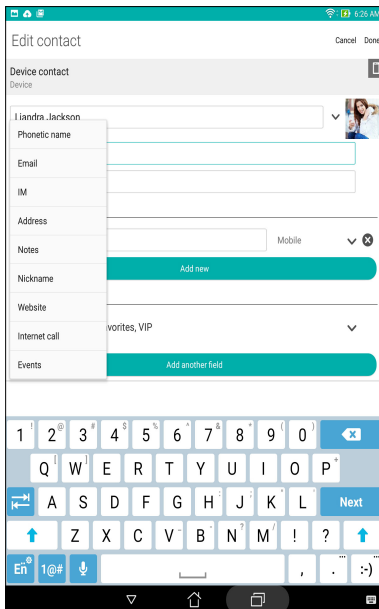 6:26 AM
Edit contact
Cancel Done
Device contact
Device
Liandra Jackson
Phonetic name
Email
IM
Address
Notes
Mobile
Add new
Nickname
Website
vorites, VIP
Internet call
Events
Add another field
1 ! 2 @ 3 # 4 $ 5 % 6 ^ 7 & 8 * 9 ( 0 )
Q [ W ] E R T Y U I O P +
A S D F G H : J ; K ' L ' Next
Z X C V - B · N ? M / ! ?
En 1@# , . ... :-) ...